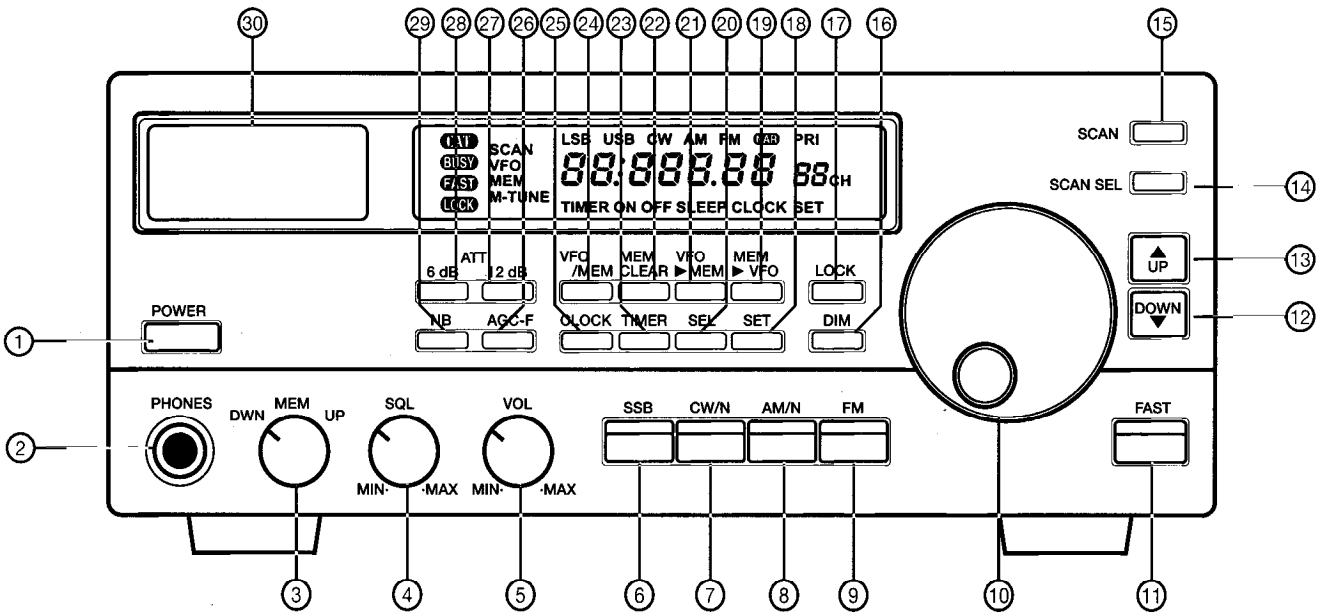 30 29 28 27 26 25 24 23 22 21 20 19 18 17 16 15
CAT SCAN LSB USB CW AM FM PRI
BUSY VFO 88:888.88 88CH
FAST MEM
LOCK M-TUNE TIMER ON OFF SLEEP CLOCK SET
SCAN
SCAN SEL 14
UP 13
DOWN 12
ATT
6 dB 12 dB
VFO /MEM
MEM CLEAR
VFO ▶MEM
MEM ▶VFO
LOCK
NB AGC-F CLOCK TIMER SEL SET DIM
POWER
1
PHONES
2
DWN MEM UP
SQL
MIN· ·MAX
VOL
MIN· ·MAX
SSB CW/N AM/N FM
FAST
3 4 5 6 7 8 9 10 11